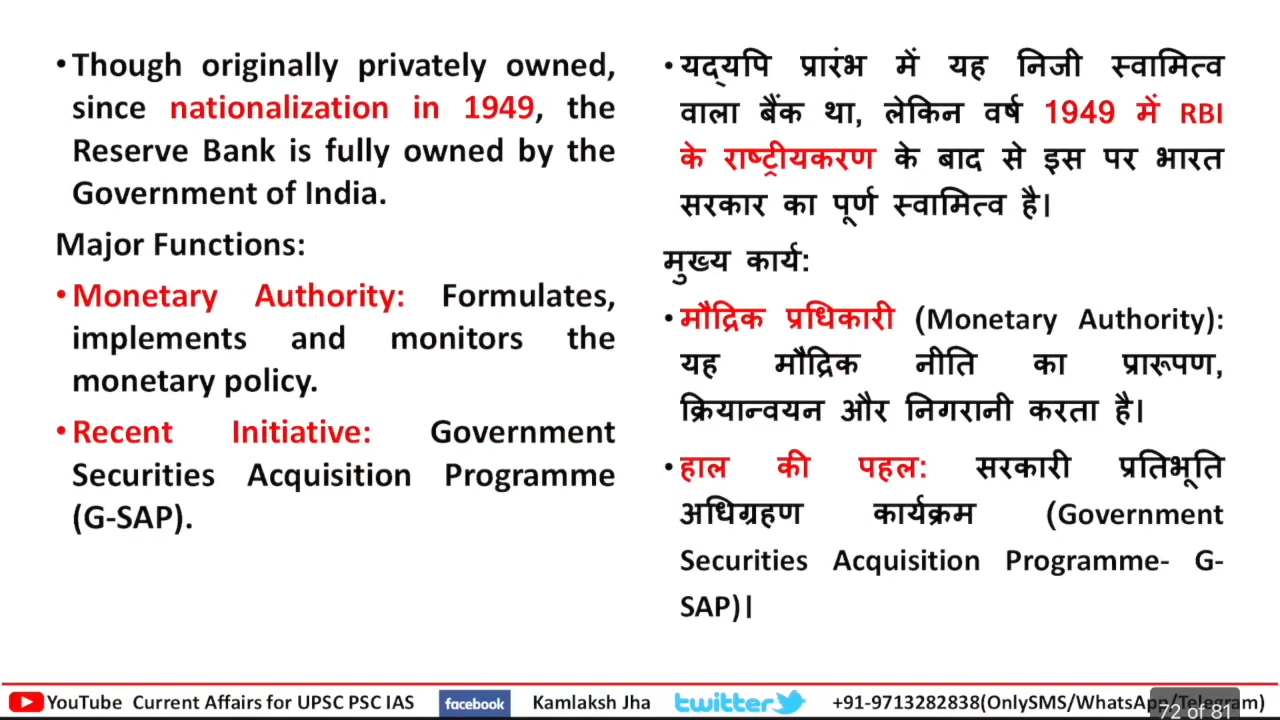 •Though originally privately owned,
since nationalization in 1949, the
Reserve Bank is fully owned by the
Government of India.
Major Functions:
•Monetary Authority: Formulates,
implements and monitors the
monetary policy.
•Recent Initiative: Government
Securities Acquisition Programme
(G-SAP).
•यद्यपि प्रारंभ में यह निजी स्वामित्व
वाला बैंक था, लेकिन वर्ष 1949 में RBI
के राष्ट्रीयकरण के बाद से इस पर भारत
सरकार का पूर्ण स्वामित्व है।
मुख्य कार्य:
•मौद्रिक प्रधिकारी (Monetary Authority):
यह मौद्रिक नीति का प्रारूपण,
क्रियान्वयन और निगरानी करता है।
•हाल की पहल: सरकारी प्रतिभूति
अधिग्रहण कार्यक्रम (Government
Securities Acquisition Programme- G-
SAP)।
YouTube Current Affairs for UPSC PSC IAS facebook Kamlaksh Jha twitter +91-9713282838(OnlySMS/WhatsApp/Telegram)
72 of 81